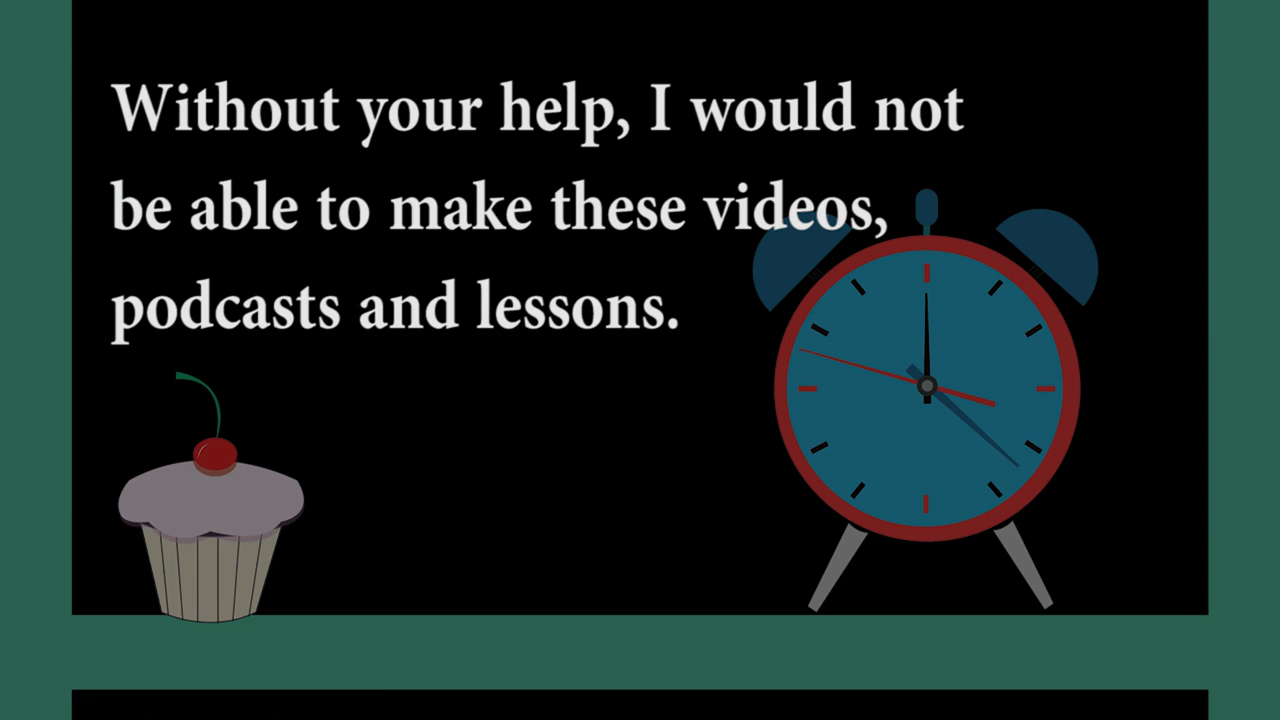 Without your help, I would not
be able to make these videos,
podcasts and lessons.